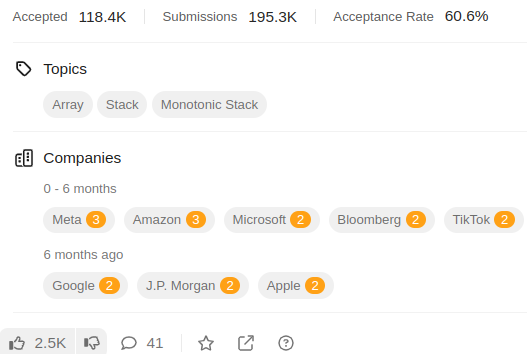 Accepted 118.4K Submissions 195.3K Acceptance Rate 60.6%
Topics
Array Stack Monotonic Stack
Companies
0 - 6 months
Meta 3 Amazon 3 Microsoft 2 Bloomberg 2 TikTok 2
6 months ago
Google 2 J.P. Morgan 2 Apple 2
2.5K 41